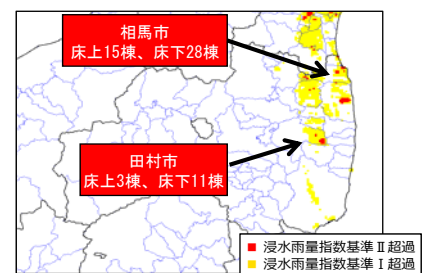 相馬市
床上15棟、床下28棟
田村市
床上3棟、床下11棟
浸水雨量指数基準Ⅱ超過
浸水雨量指数基準Ⅰ超過